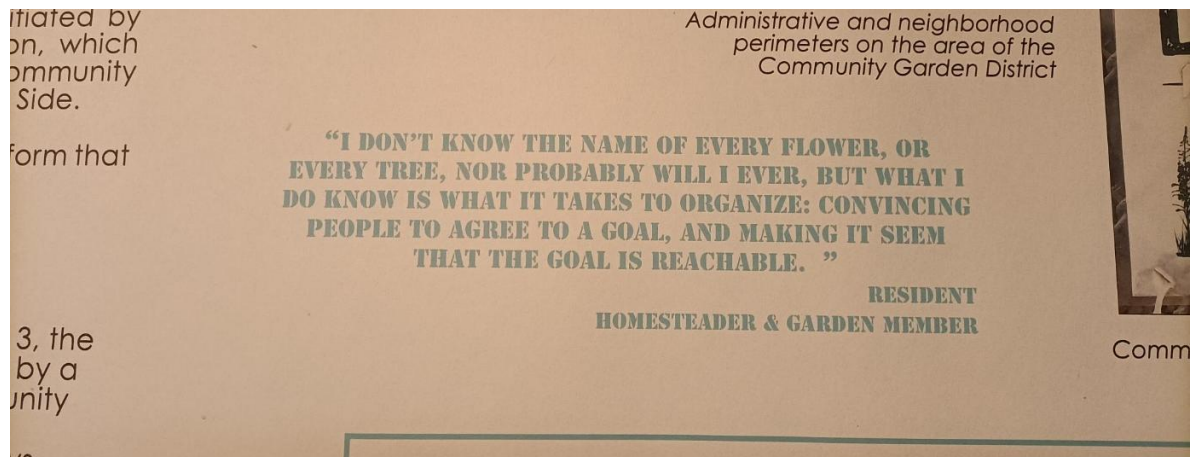 itiated by
on, which
ommunity
Side.
form that
3, the
by a
unity
Administrative and neighborhood
perimeters on the area of the
Community Garden District
“I DON’T KNOW THE NAME OF EVERY FLOWER, OR
EVERY TREE, NOR PROBABLY WILL I EVER, BUT WHAT I
DO KNOW IS WHAT IT TAKES TO ORGANIZE: CONVINCING
PEOPLE TO AGREE TO A GOAL, AND MAKING IT SEEM
THAT THE GOAL IS REACHABLE. ”
RESIDENT
HOMESTEADER & GARDEN MEMBER
Comm